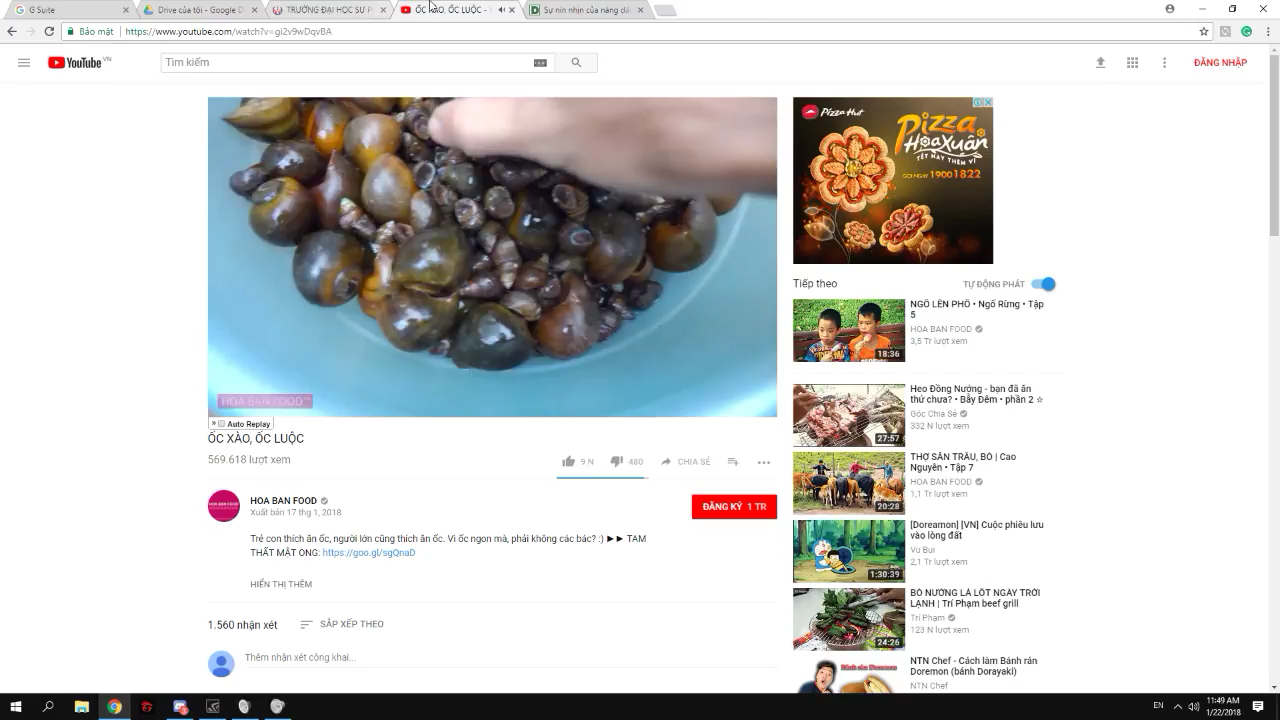 G Suite
Drive của tôi - Google D
TRƯỜNG ĐẠI HỌC SƯ P
ỐC XÀO, ỐC LUỘC -
Sự nín nhịn của nàng dâ
Bảo mật
https://www.youtube.com/watch?v=gi2v9wDqvBA
YouTube VN
Tìm kiếm
ĐĂNG NHẬP
Pizza Hut
Pizza
HoaXuân
TẾT NAY THÊM VỊ
GỌI NGAY 1900 1822
HOA BAN FOOD
Tiếp theo
TỰ ĐỘNG PHÁT
NGỐ LÊN PHỐ • Ngố Rừng • Tập
5
HOA BAN FOOD
3,5 Tr lượt xem
18:36
Heo Đồng Nướng - bạn đã ăn
thử chưa? • Bẫy Đêm • phần 2 ☆
Góc Chia Sẻ
332 N lượt xem
27:57
THỢ SĂN TRÂU, BÒ | Cao
Nguyên • Tập 7
HOA BAN FOOD
1,1 Tr lượt xem
20:28
[Doreamon] [VN] Cuộc phiêu lưu
vào lòng đất
Vu Bui
2,1 Tr lượt xem
1:30:39
BÒ NƯỚNG LÁ LỐT NGÀY TRỜI
LẠNH | Trí Phạm beef grill
Trí Phạm
123 N lượt xem
24:26
NTN Chef - Cách làm Bánh rán
Doremon (bánh Dorayaki)
NTN Chef
» Auto Replay
ỐC XÀO, ỐC LUỘC
569.618 lượt xem
9 N
480
CHIA SẺ
HOA BAN FOOD
Xuất bản 17 thg 1, 2018
ĐĂNG KÝ 1 TR
Trẻ con thích ăn ốc, người lớn cũng thích ăn ốc. Vì ốc ngon mà, phải không các bác? :) ►► TAM
THẤT MẬT ONG: https://goo.gl/sgQnaD
HIỂN THỊ THÊM
1.560 nhận xét
SẮP XẾP THEO
Thêm nhận xét công khai...
EN
11:49 AM
1/22/2018